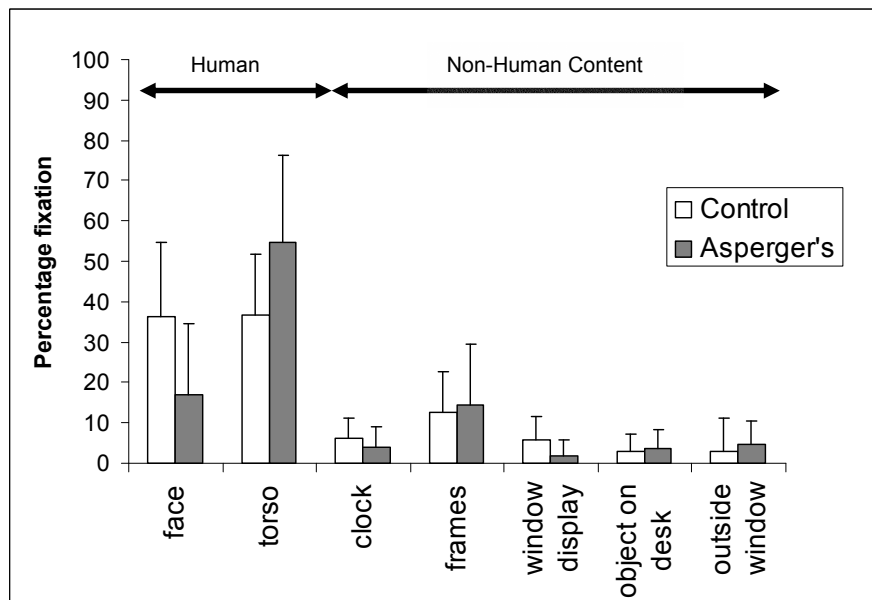 Human
Non-Human Content
100
90
80
70
60
50
40
30
20
10
0
Percentage fixation
Control
Asperger's
face
torso
clock
frames
window
display
object on
desk
outside
window